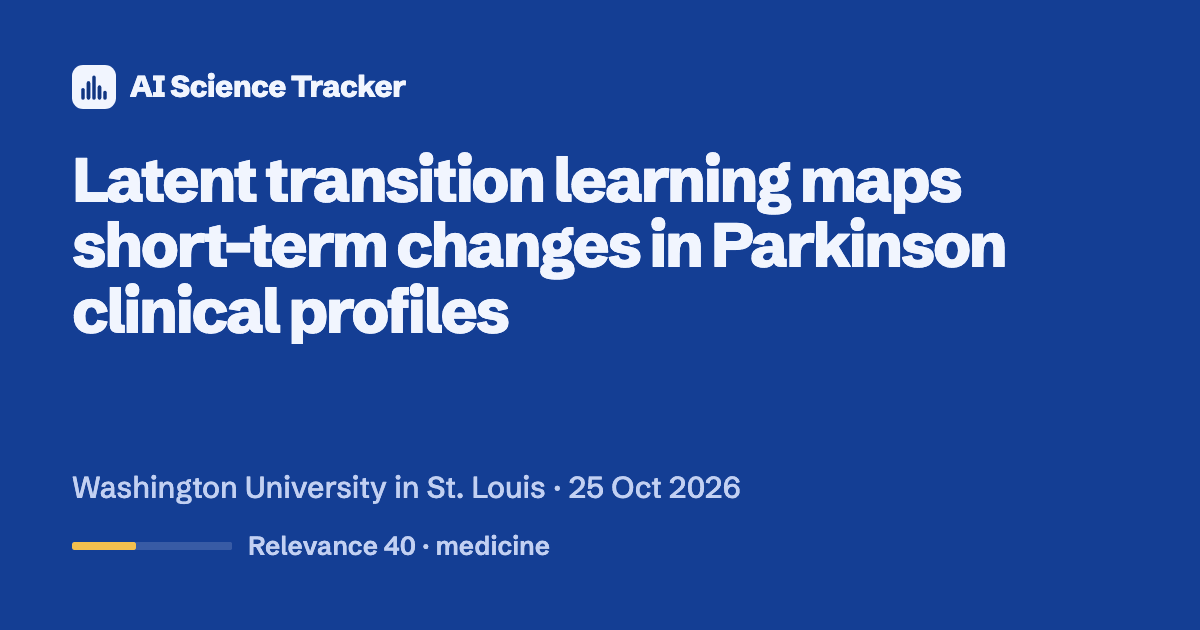 AI Science Tracker
Latent transition learning maps
short-term changes in Parkinson
clinical profiles
Washington University in St. Louis · 25 Oct 2026
Relevance 40 · medicine